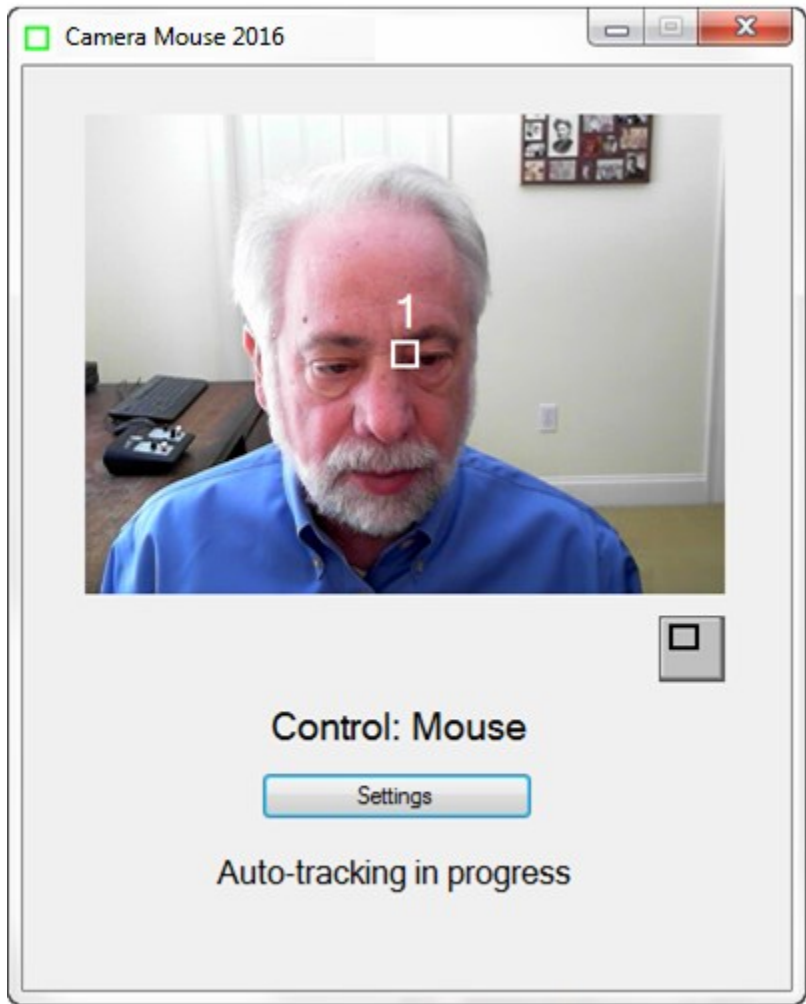 Camera Mouse 2016
1
Control: Mouse
Settings
Auto-tracking in progress